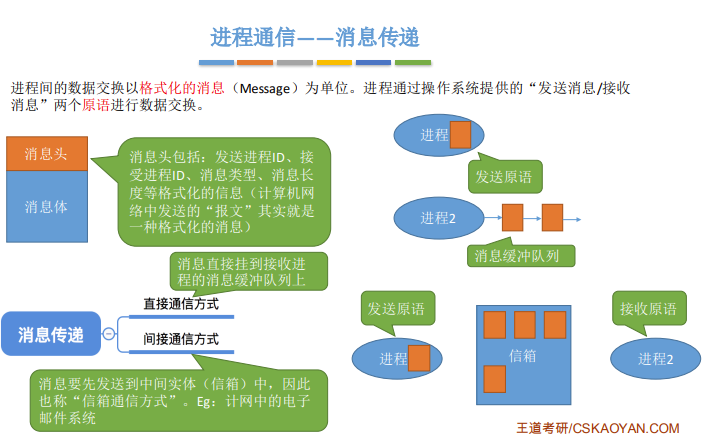 进程通信——消息传递
进程间的数据交换以格式化的消息（Message）为单位。进程通过操作系统提供的“发送消息/接收
消息”两个原语进行数据交换。
消息头
消息体
消息头包括：发送进程ID、接
受进程ID、消息类型、消息长
度等格式化的信息（计算机网
络中发送的“报文”其实就是
一种格式化的消息）
进程
发送原语
进程2
消息缓冲队列
消息直接挂到接收进
程的消息缓冲队列上
直接通信方式
消息传递
间接通信方式
消息要先发送到中间实体（信箱）中，因此
也称“信箱通信方式”。Eg：计网中的电子
邮件系统
发送原语
进程
信箱
接收原语
进程2
王道考研/CSKAOYAN.COM